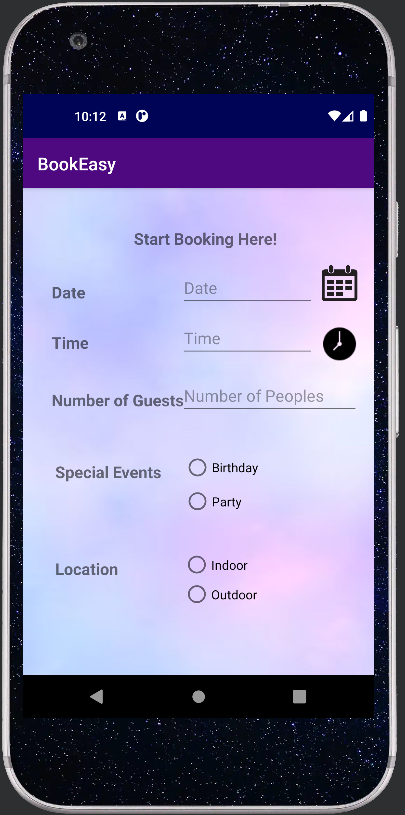 10:12
BookEasy
Start Booking Here!
Date Date
Time Time
Number of Guests Number of Peoples
Special Events Birthday
Party
Location Indoor
Outdoor